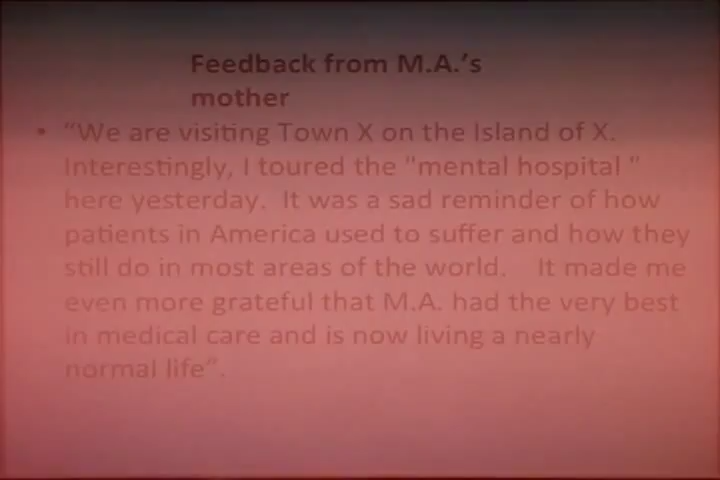 Feedback from M.A.'s
mother
• “We are visiting Town X on the Island of X.
Interestingly, I toured the "mental hospital "
here yesterday.  It was a sad reminder of how
patients in America used to suffer and how they
still do in most areas of the world.   It made me
even more grateful that M.A. had the very best
in medical care and is now living a nearly
normal life”.